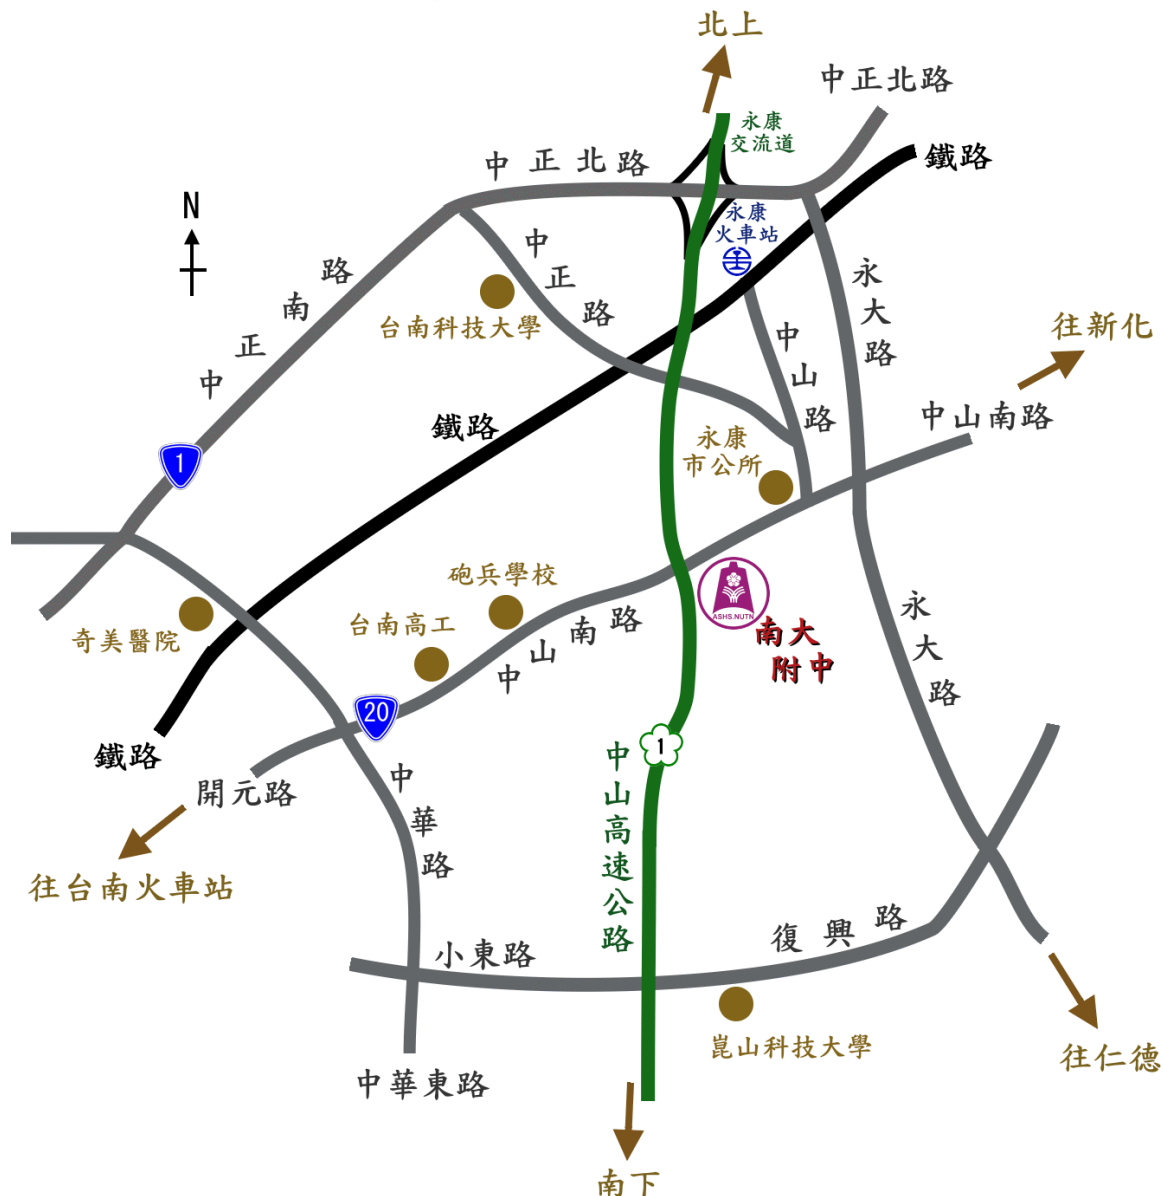 北上
中正北路
永康
交流道
鐵路
中正北路
N
永康
火車站
中正路
中正南路
永大路
台南科技大學
往新化
中山路
中山南路
鐵路
永康
市公所
1
砲兵學校
ASHS.NUTN
南大
附中
台南高工
中山南路
永大路
奇美醫院
20
鐵路
1
中山高速公路
開元路
中華路
往台南火車站
小東路
復興路
崑山科技大學
往仁德
中華東路
南下